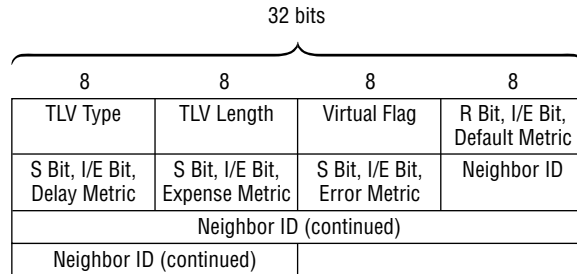 32 bits
8 8 8 8
TLV Type TLV Length Virtual Flag R Bit, I/E Bit,
Default Metric
S Bit, I/E Bit, S Bit, I/E Bit, S Bit, I/E Bit, Neighbor ID
Delay Metric Expense Metric Error Metric
Neighbor ID (continued)
Neighbor ID (continued)